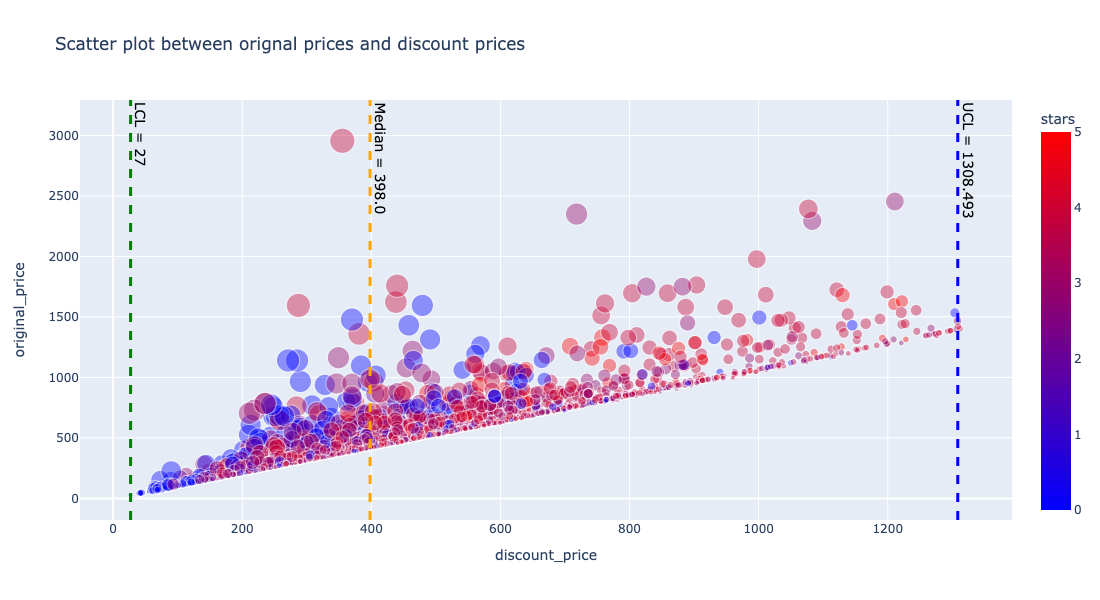 Scatter plot between orignal prices and discount prices
LCL = 27
Median = 398.0
UCL = 1308.493
stars
5
4
3
2
1
0
original_price
3000
2500
2000
1500
1000
500
0
0
200
400
600
800
1000
1200
discount_price